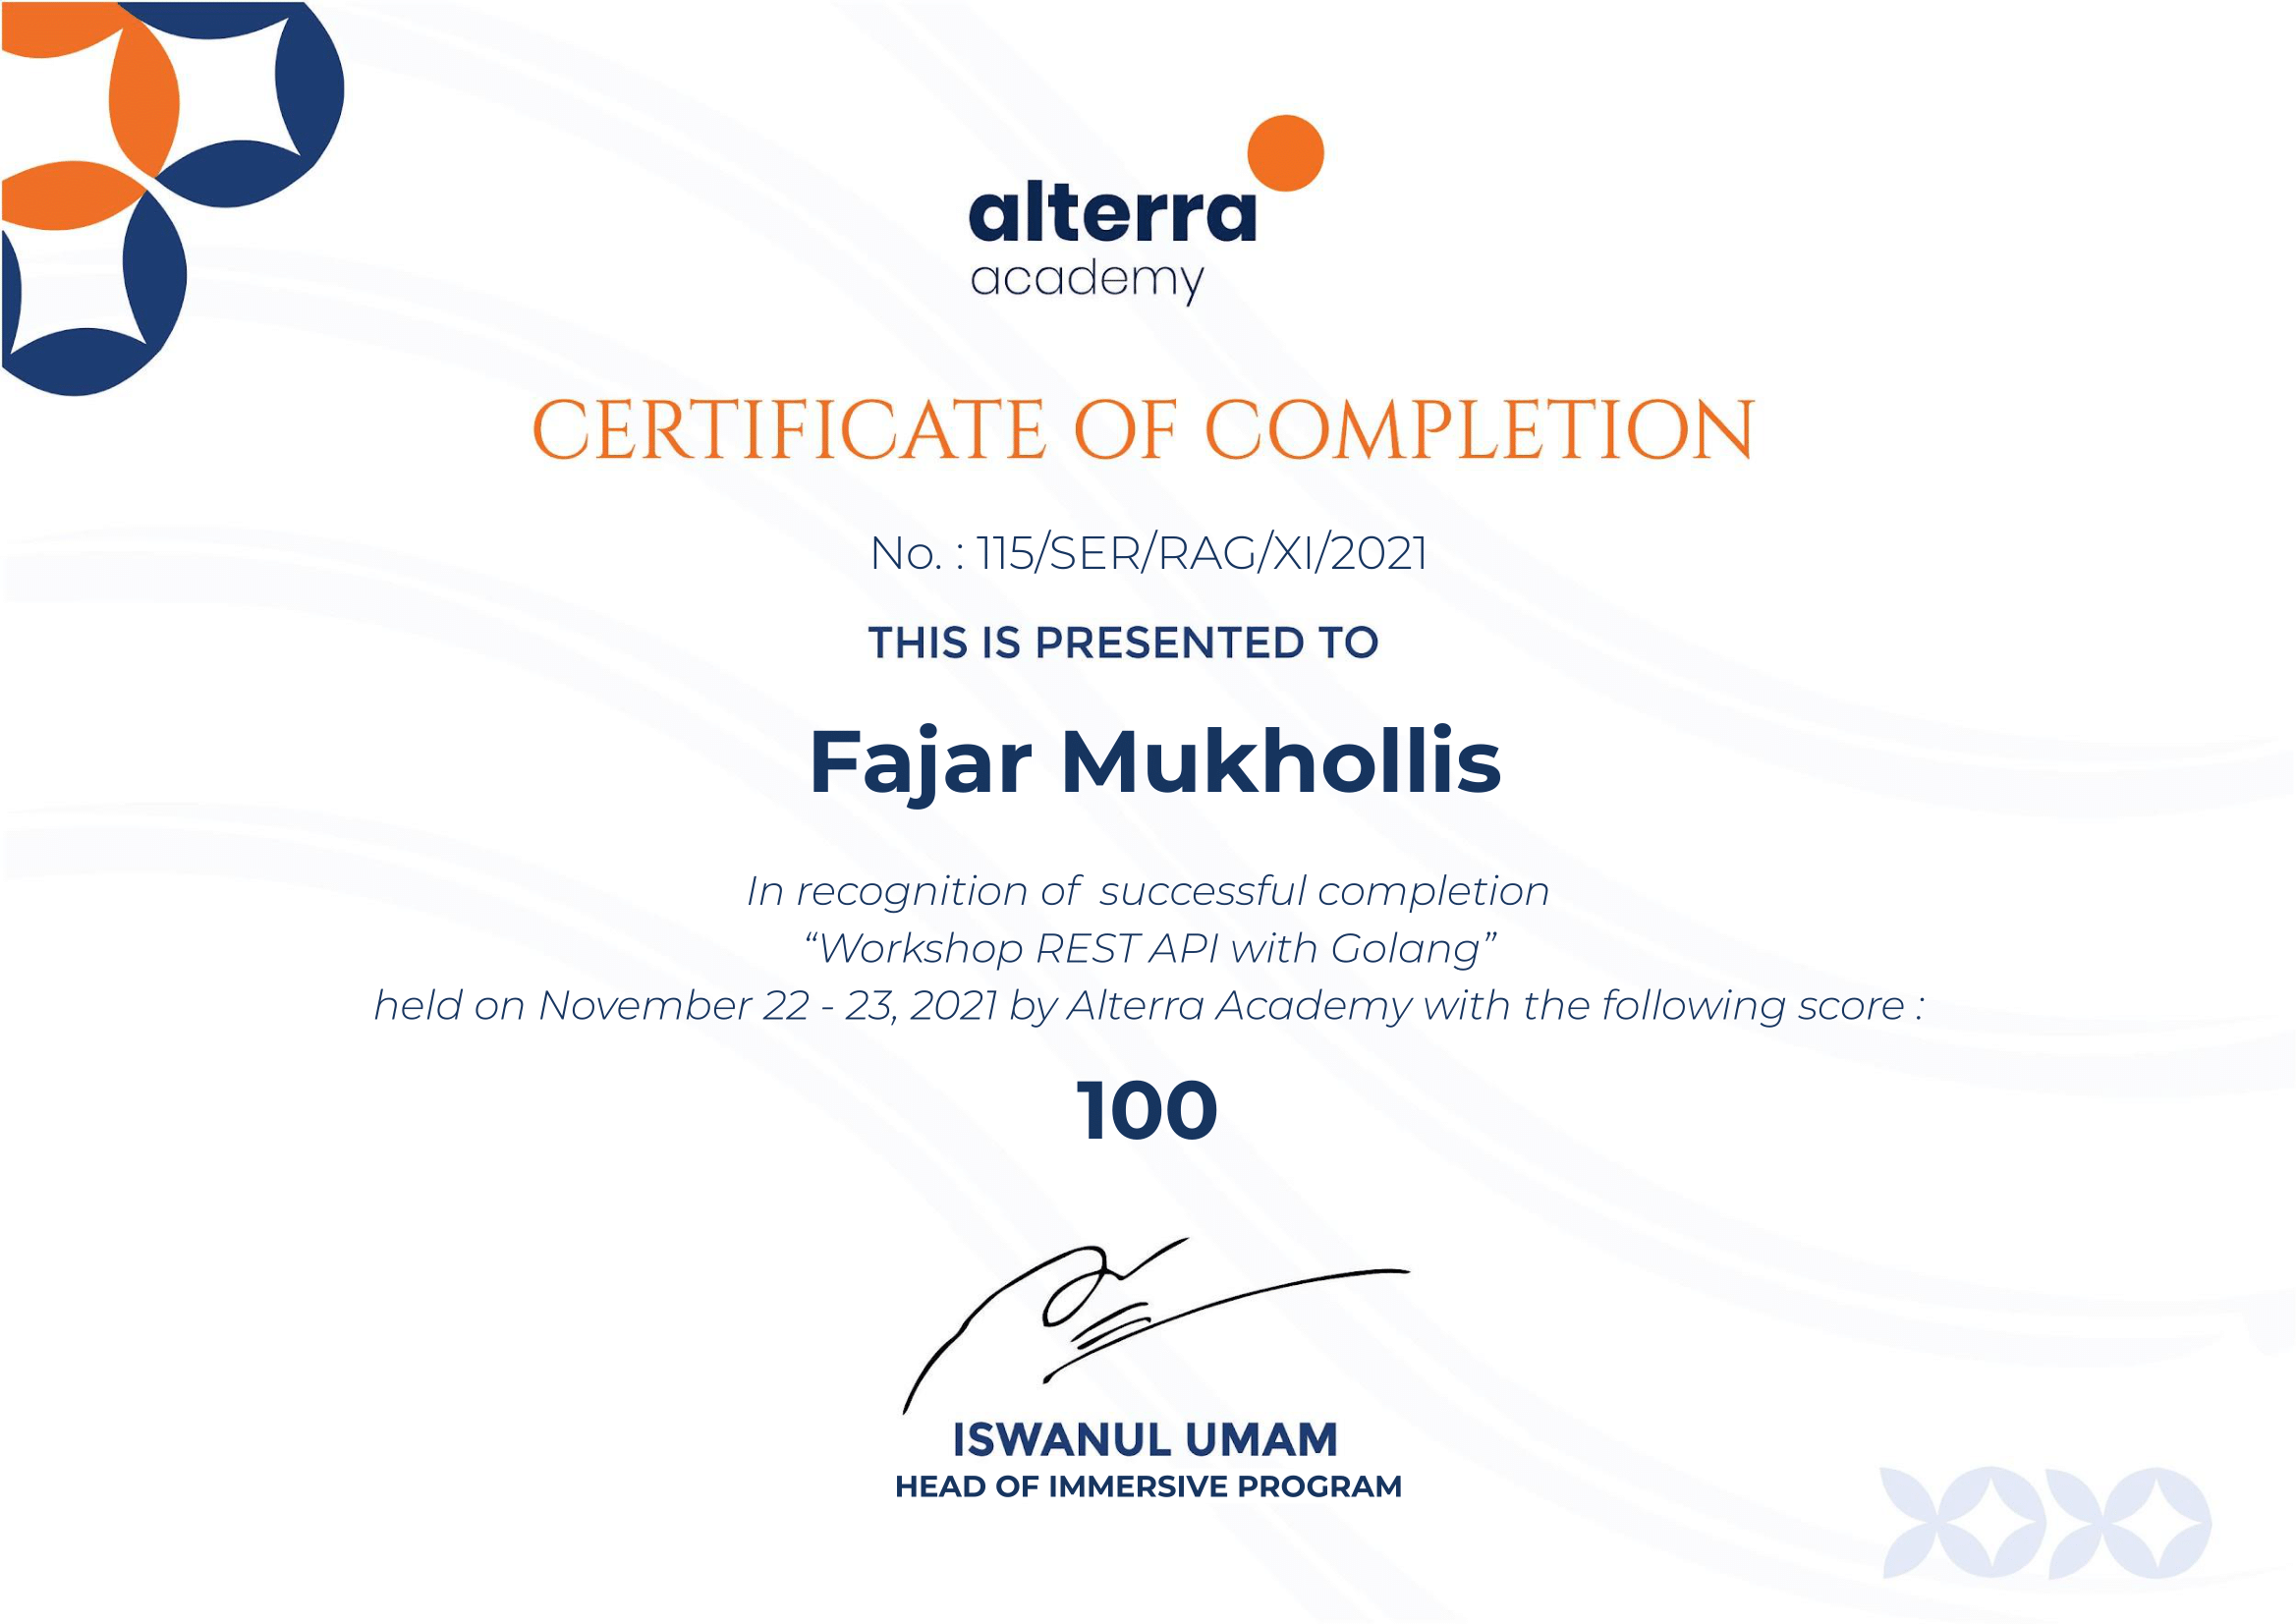 alterra
academy
CERTIFICATE OF COMPLETION
No. : 115/SER/RAG/XI/2021
THIS IS PRESENTED TO
Fajar Mukhollis
In recognition of successful completion
“Workshop REST API with Golang”
held on November 22 - 23, 2021 by Alterra Academy with the following score :
100
ISWANUL UMAM
HEAD OF IMMERSIVE PROGRAM